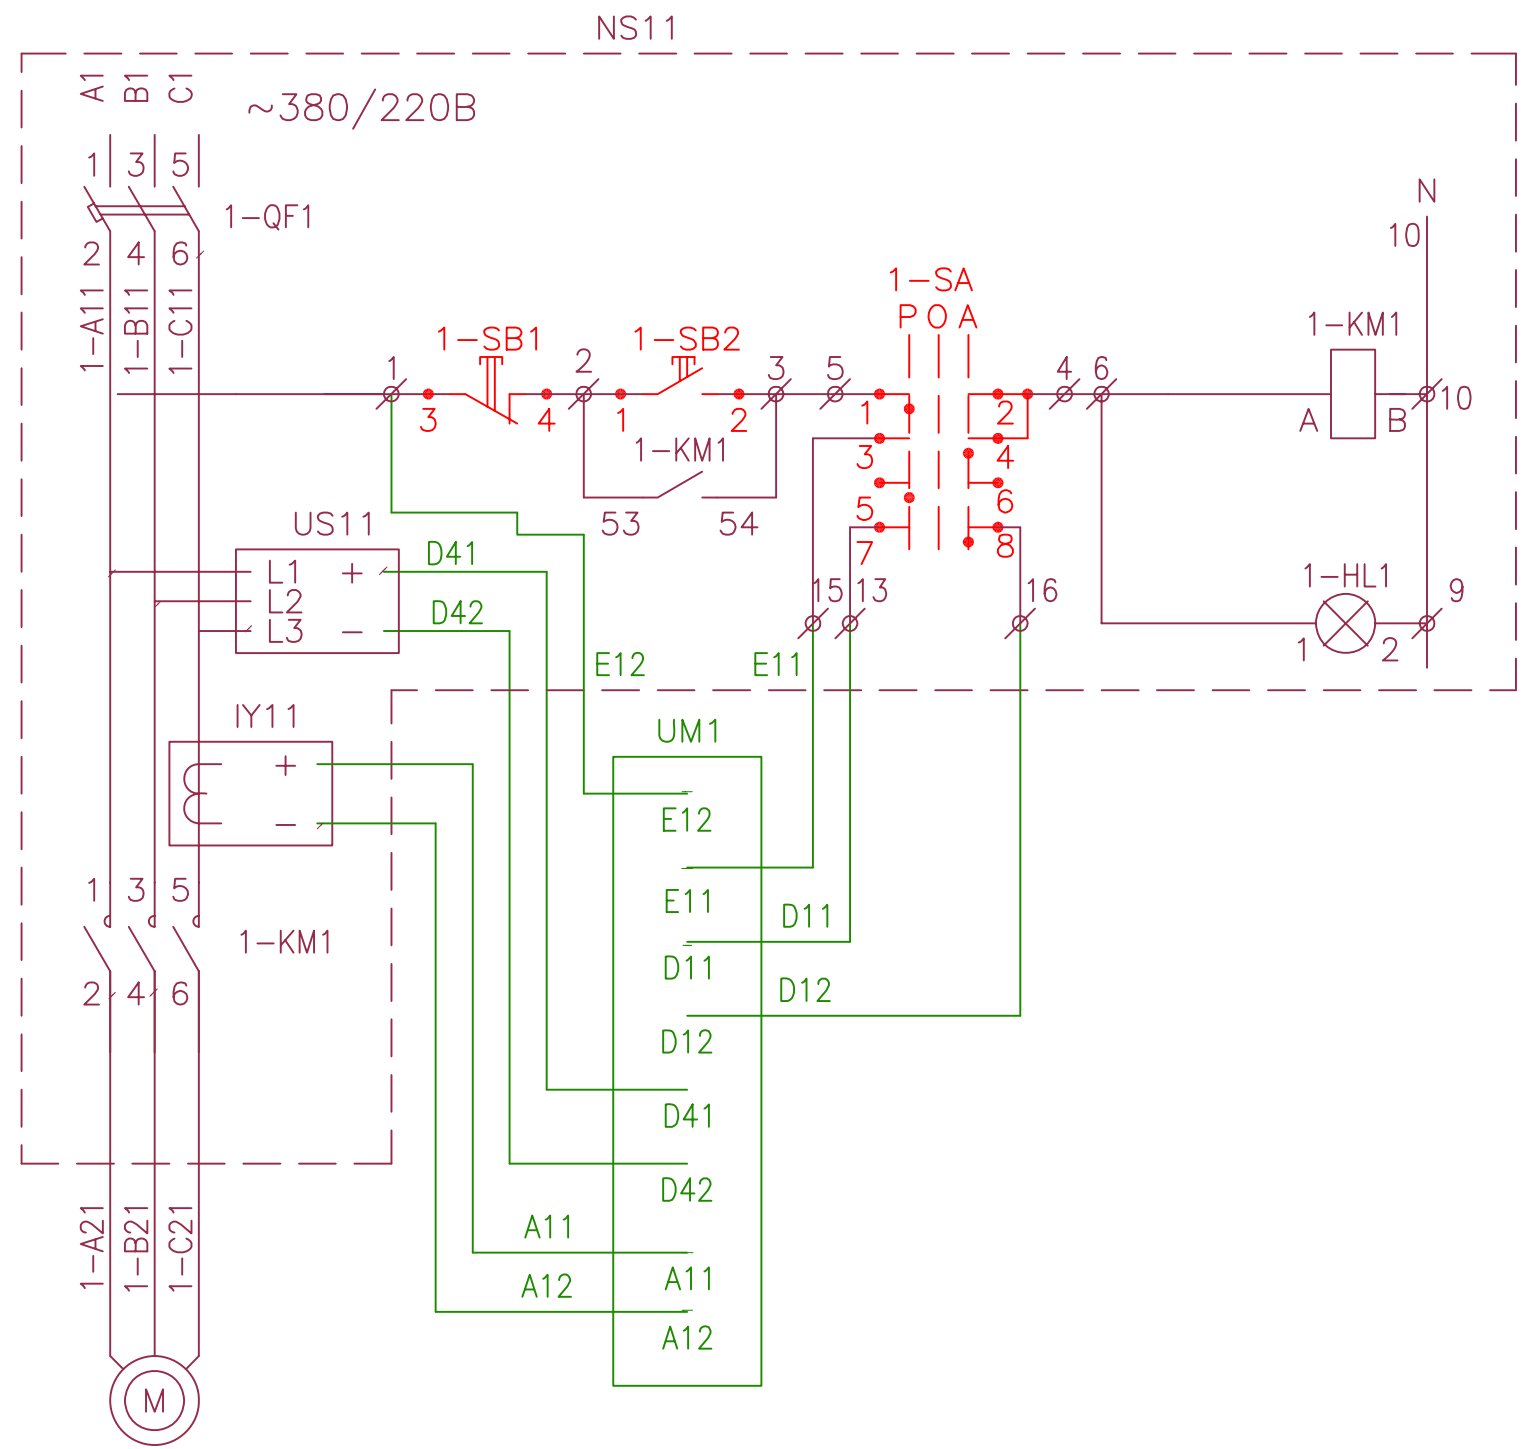 NS11
A1 B1 C1
~380/220В
1 3 5
1-QF1
2 4 6
1-A11 1-B11 1-C11
N
10
1-SA
P O A
1-SB1 1-SB2
1-KM1
1 2 3 5 4 6
3 4 1 2 1 2
A B 10
1-KM1
3 4
53 54
5 6
7 8
US11
L1 +
L2
L3 −
D41
D42
15 13 16
1-HL1 9
1 2
E12 E11
IY11
+
−
UM1
E12
E11
D11
D11
D12
D12
1 3 5
1-KM1
2 4 6
D41
D42
1-A21 1-B21 1-C21
A11
A11
A12
A12
M